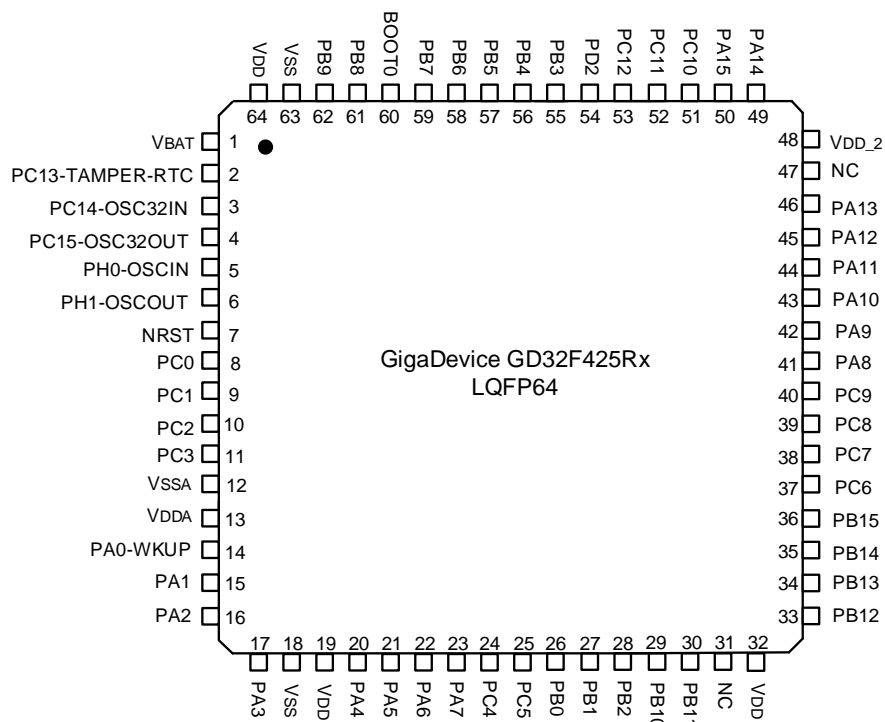 VDD
VSS
PB9
PB8
BOOT0
PB7
PB6
PB5
PB4
PB3
PD2
PC12
PC11
PC10
PA15
PA14
64 63 62 61 60 59 58 57 56 55 54 53 52 51 50 49
VBAT 1
PC13-TAMPER-RTC 2
PC14-OSC32IN 3
PC15-OSC32OUT 4
PH0-OSCIN 5
PH1-OSCOUT 6
NRST 7
PC0 8
PC1 9
PC2 10
PC3 11
VSSA 12
VDDA 13
PA0-WKUP 14
PA1 15
PA2 16
GigaDevice GD32F425Rx
LQFP64
48 VDD_2
47 NC
46 PA13
45 PA12
44 PA11
43 PA10
42 PA9
41 PA8
40 PC9
39 PC8
38 PC7
37 PC6
36 PB15
35 PB14
34 PB13
33 PB12
17 18 19 20 21 22 23 24 25 26 27 28 29 30 31 32
PA3
VSS
VDD
PA4
PA5
PA6
PA7
PC4
PC5
PB0
PB1
PB2
PB10
PB11
NC
VDD